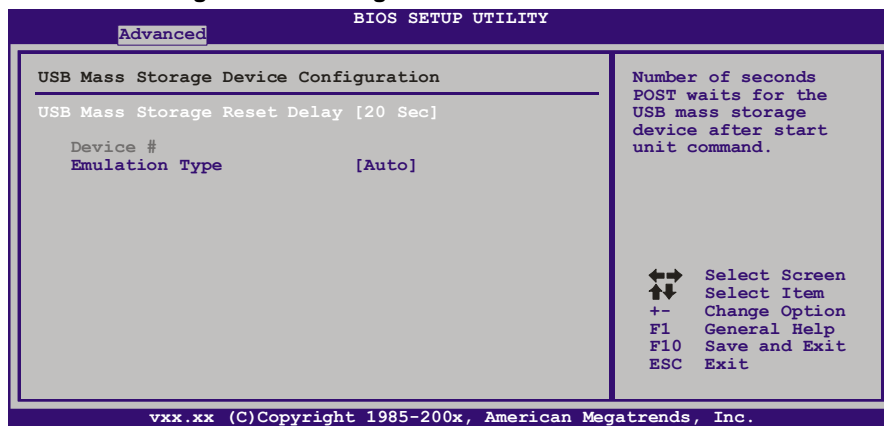 BIOS SETUP UTILITY
Advanced
USB Mass Storage Device Configuration
USB Mass Storage Reset Delay [20 Sec]
Device #
Emulation Type [Auto]
Number of seconds
POST waits for the
USB mass storage
device after start
unit command.
Select Screen
Select Item
+- Change Option
F1 General Help
F10 Save and Exit
ESC Exit
vxx.xx (C)Copyright 1985-200x, American Megatrends, Inc.